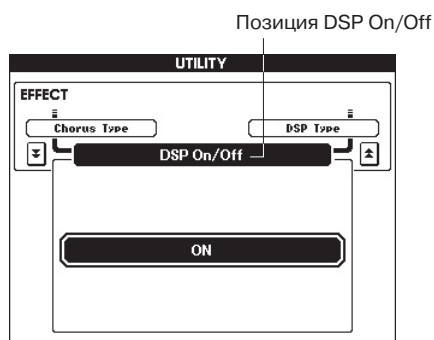 Позиция DSP On/Off
UTILITY
EFFECT
Chorus Type
DSP Type
DSP On/Off
ON